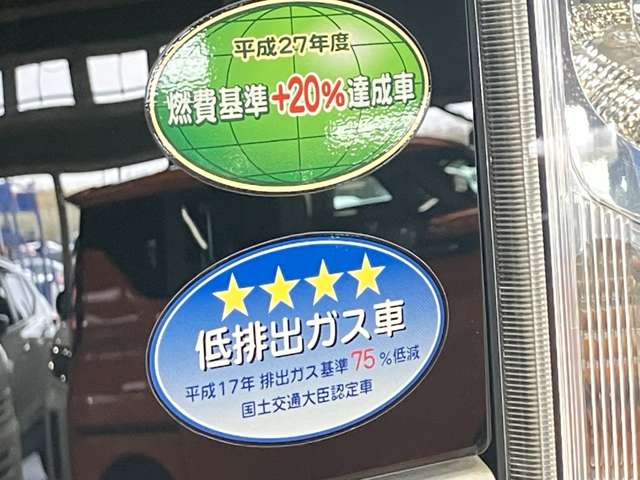 平成27年度
燃費基準+20%達成車
低排出ガス車
平成17年 排出ガス基準75%低減
国土交通大臣認定車